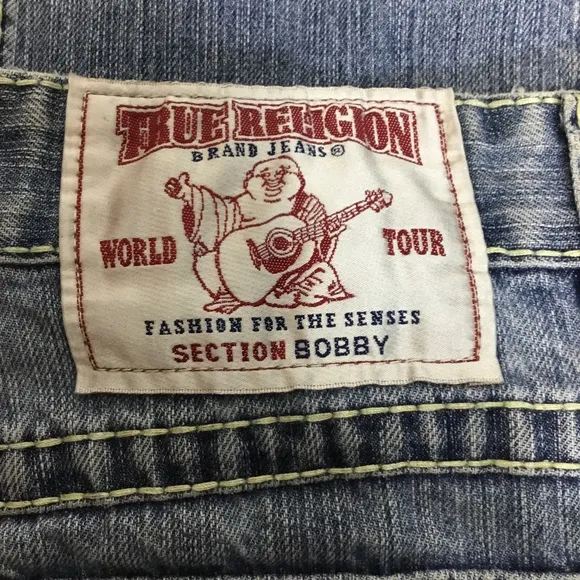 TRUE RELIGION
BRAND JEANS®
WORLD TOUR
FASHION FOR THE SENSES
SECTION BOBBY